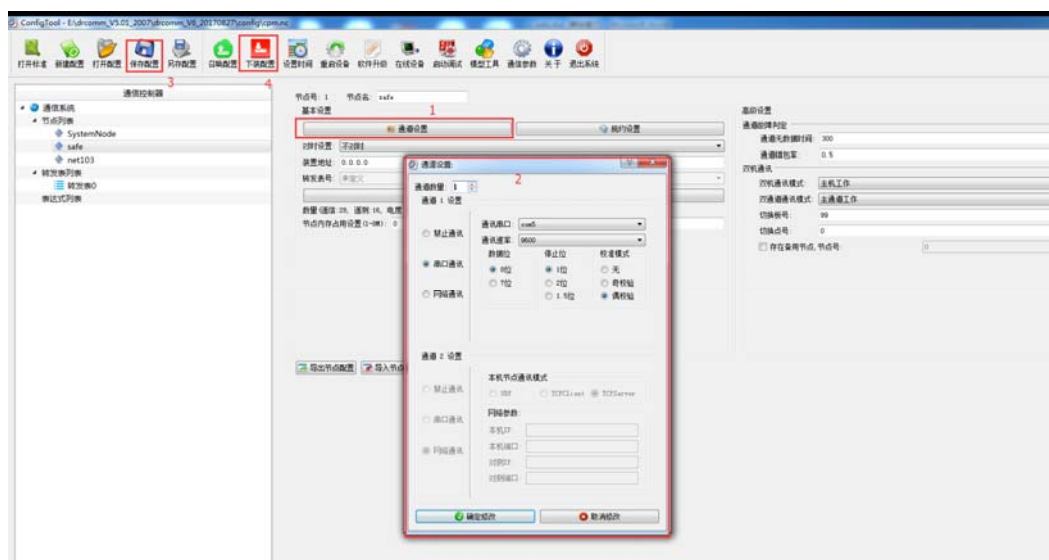 ConfigTool - E:\drcomm_V5.01_2007\drcomm_V6_20170827\config\cpm.nc
打开标准 新建配置 打开配置 保存配置 另存配置 召唤配置 下装配置 设置时间 重启设备 软件升级 在线设备 启动调试 模型工具 通信参数 关于 退出系统
3
4
通信控制器
通信系统
节点列表
SystemNode
safe
net103
转发表列表
转发表0
表达式列表
节点号: 1 节点名: safe
基本设置
1
通道设置
规约设置
对时设置 不对时
装置地址 0.0.0.0
转发表号 未定义
节点内存占用设置(1-8M): 0
导出节点配置
导入节点
通道设置
2
通道数量: 1
通道 1 设置
禁止通讯
串口通讯
网络通讯
通讯串口: com5
通讯速率: 9600
数据位 停止位 校准模式
8位 1位 无
7位 2位 奇校验
1.5位 偶校验
通道 2 设置
禁止通讯
串口通讯
网络通讯
本机节点通讯模式
UDP TCPClient TCPServer
网络参数:
本机IP:
本机端口:
对侧IP:
对侧端口:
确定修改 取消修改
高级设置
通道故障判定
通道无数据时间: 300
通道错包率: 0.5
双机通讯
双机通讯模式: 主机工作
双通道通讯模式: 主通道工作
切换板号: 99
切换点号: 0
存在备用节点,节点号: 0